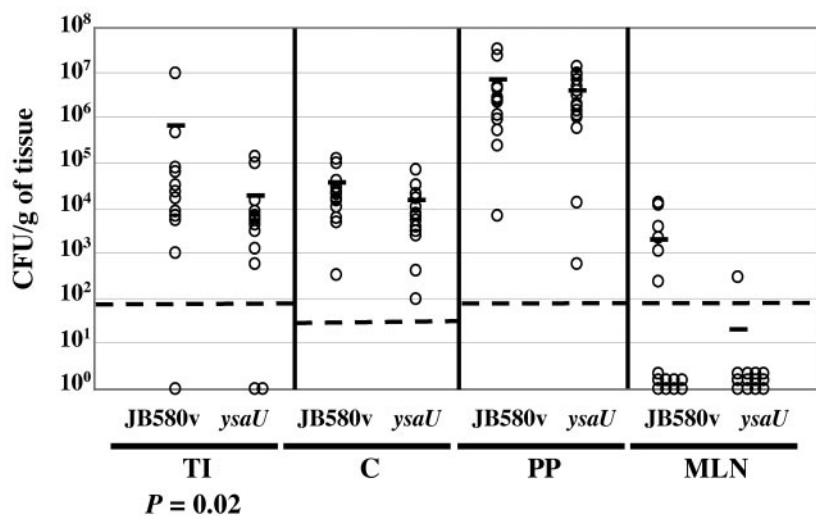 CFU/g of tissue
10⁸
10⁷
10⁶
10⁵
10⁴
10³
10²
10¹
10⁰
JB580v ysaU JB580v ysaU JB580v ysaU JB580v ysaU
TI C PP MLN
P = 0.02